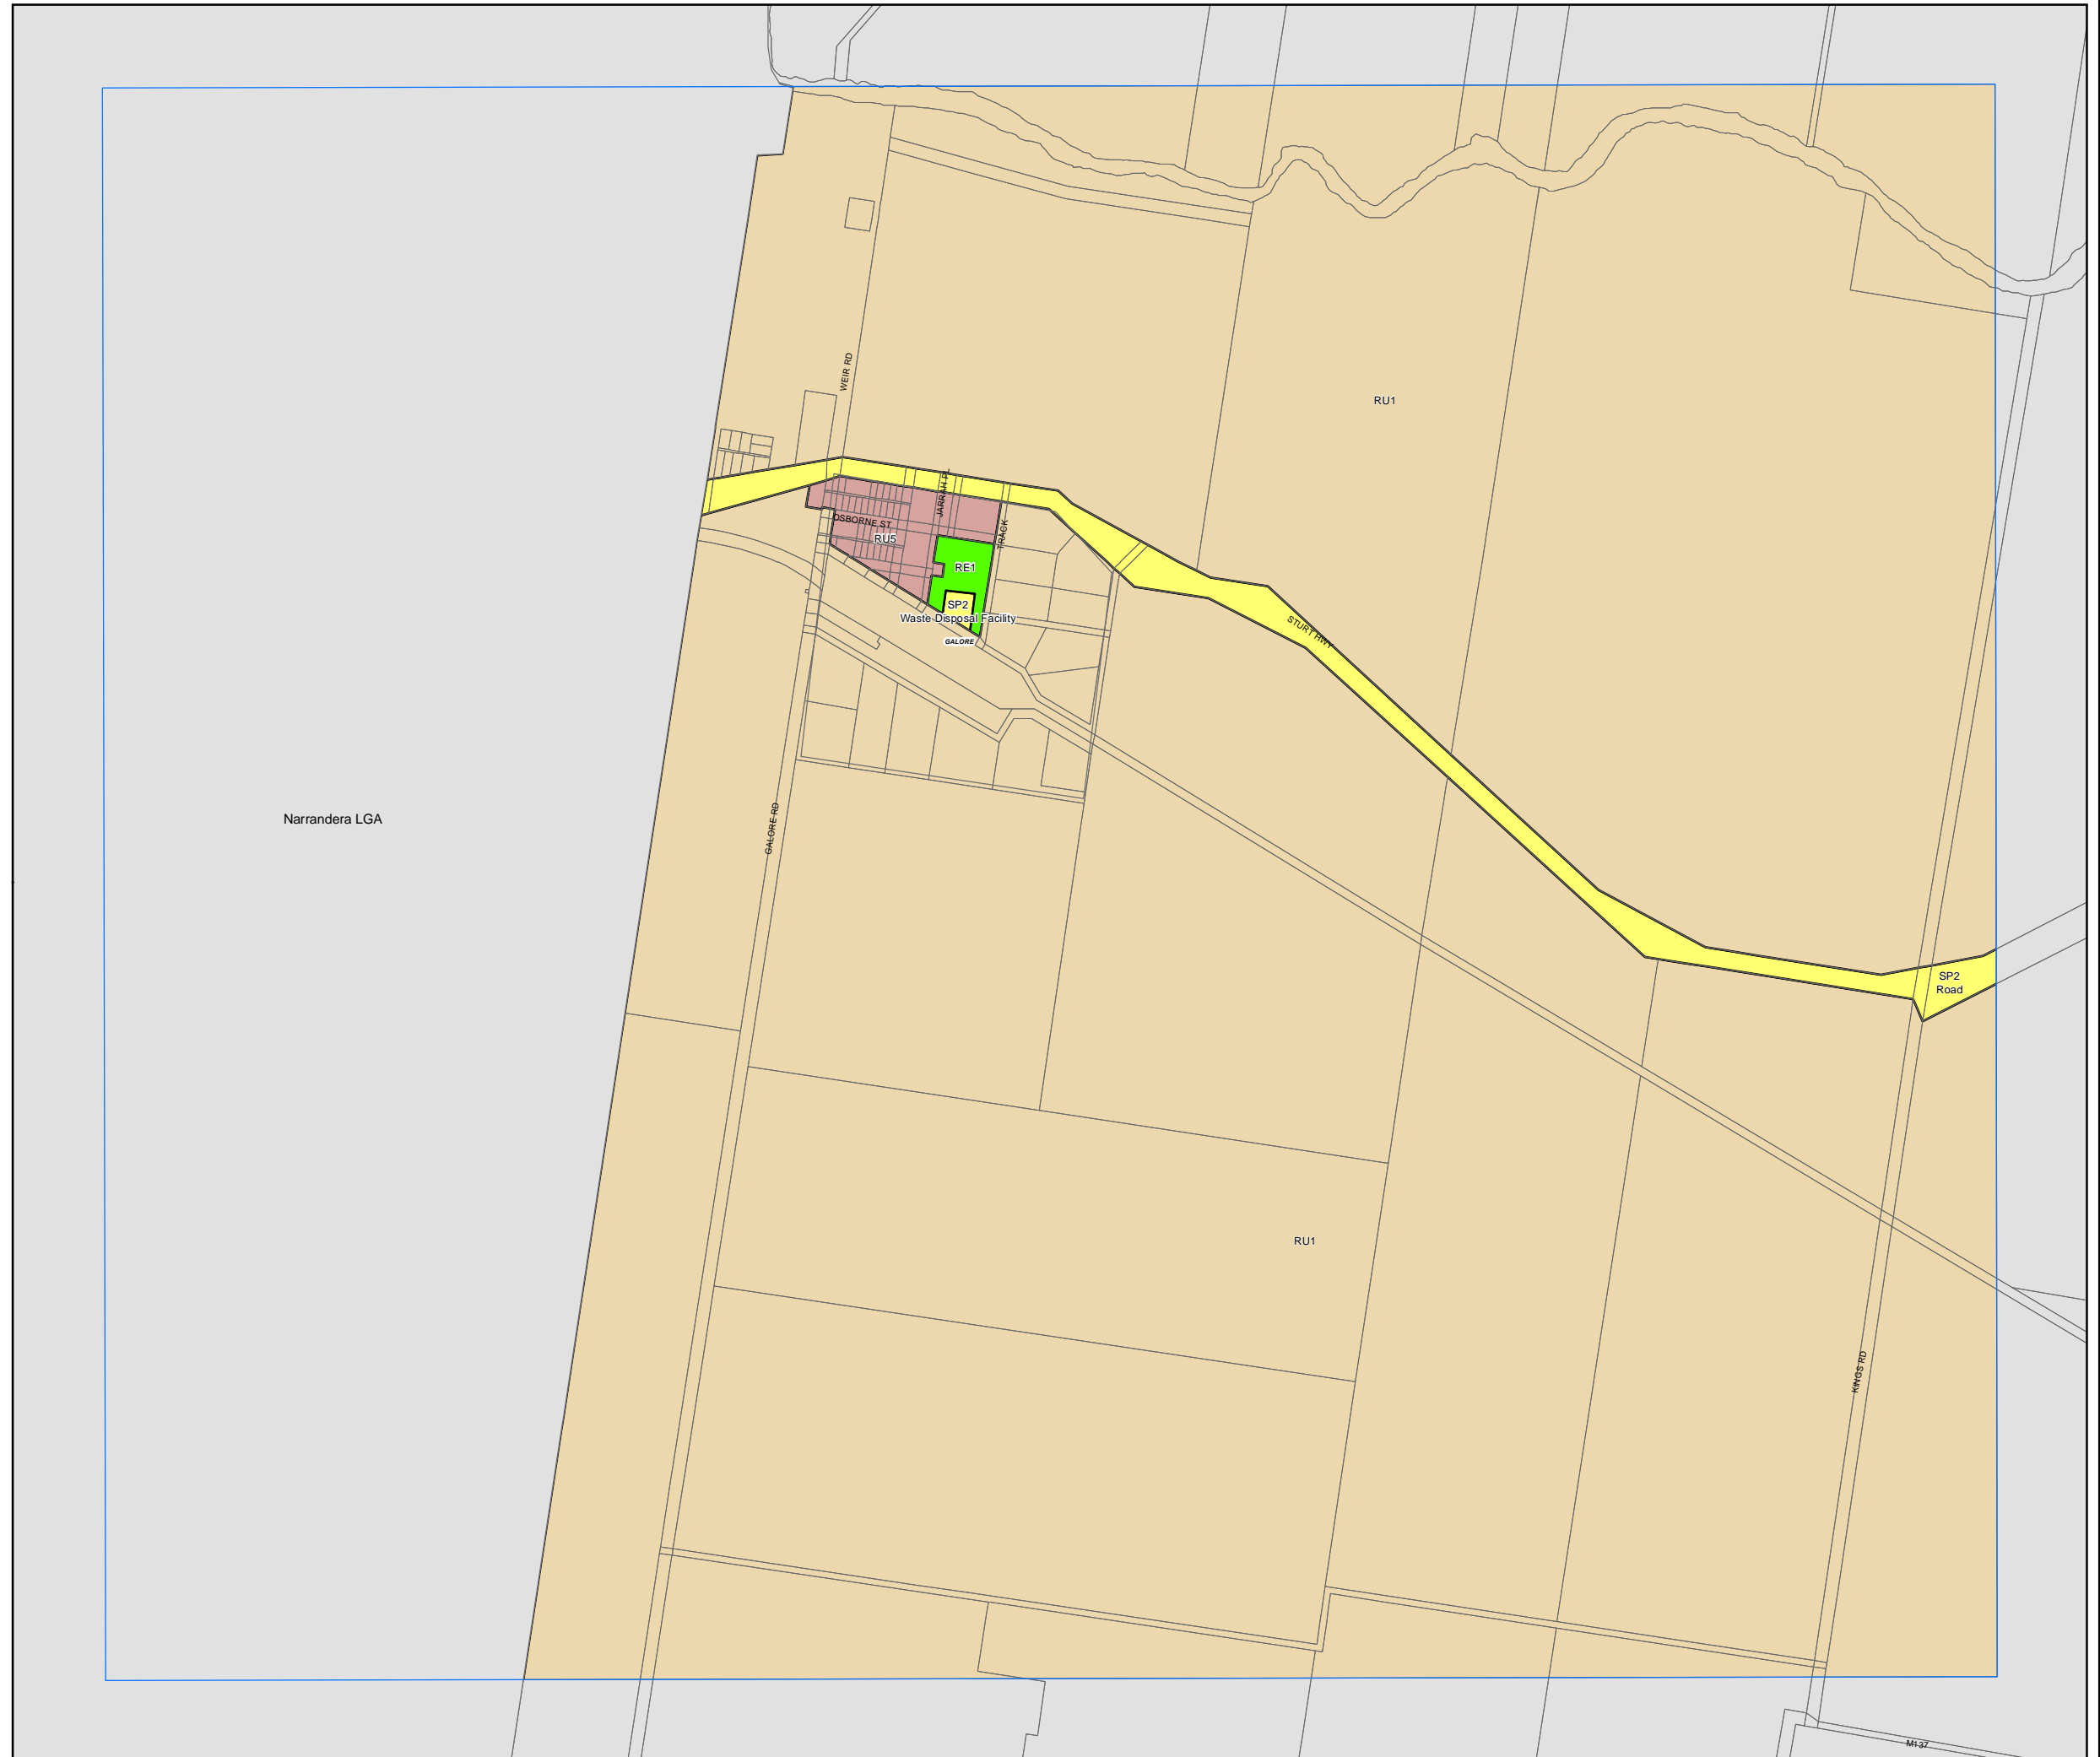 WEIR RD
RU1
JARRAH PL
OSBORNE ST
TRACK
RU5
RE1
SP2
Waste Disposal Facility
GALORE
STURT HWY
Narrandera LGA
GALORE RD
SP2
Road
RU1
KINGS RD
M137